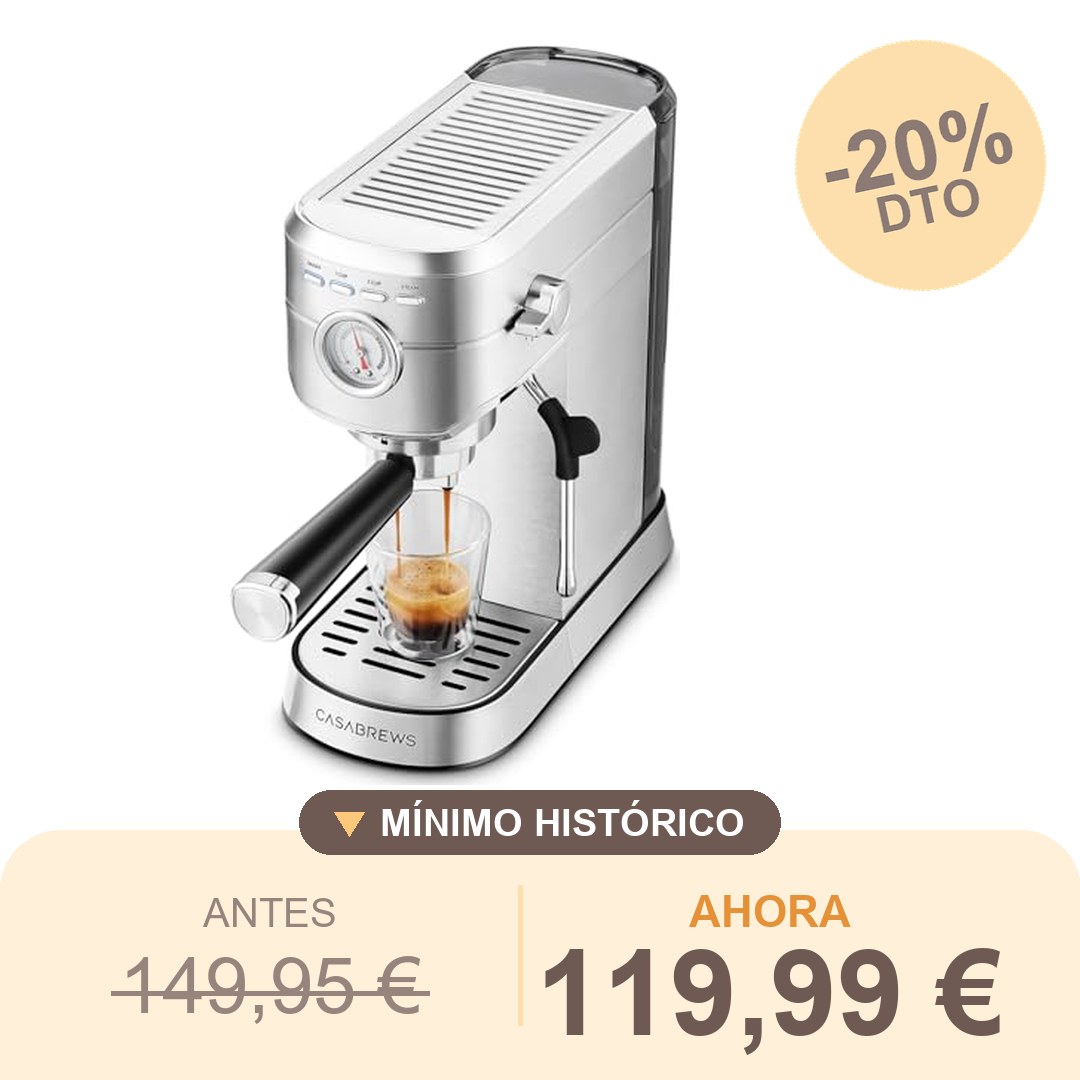 -20%
DTO
CASABREWS
MÍNIMO HISTÓRICO
ANTES
149,95 €
AHORA
119,99 €